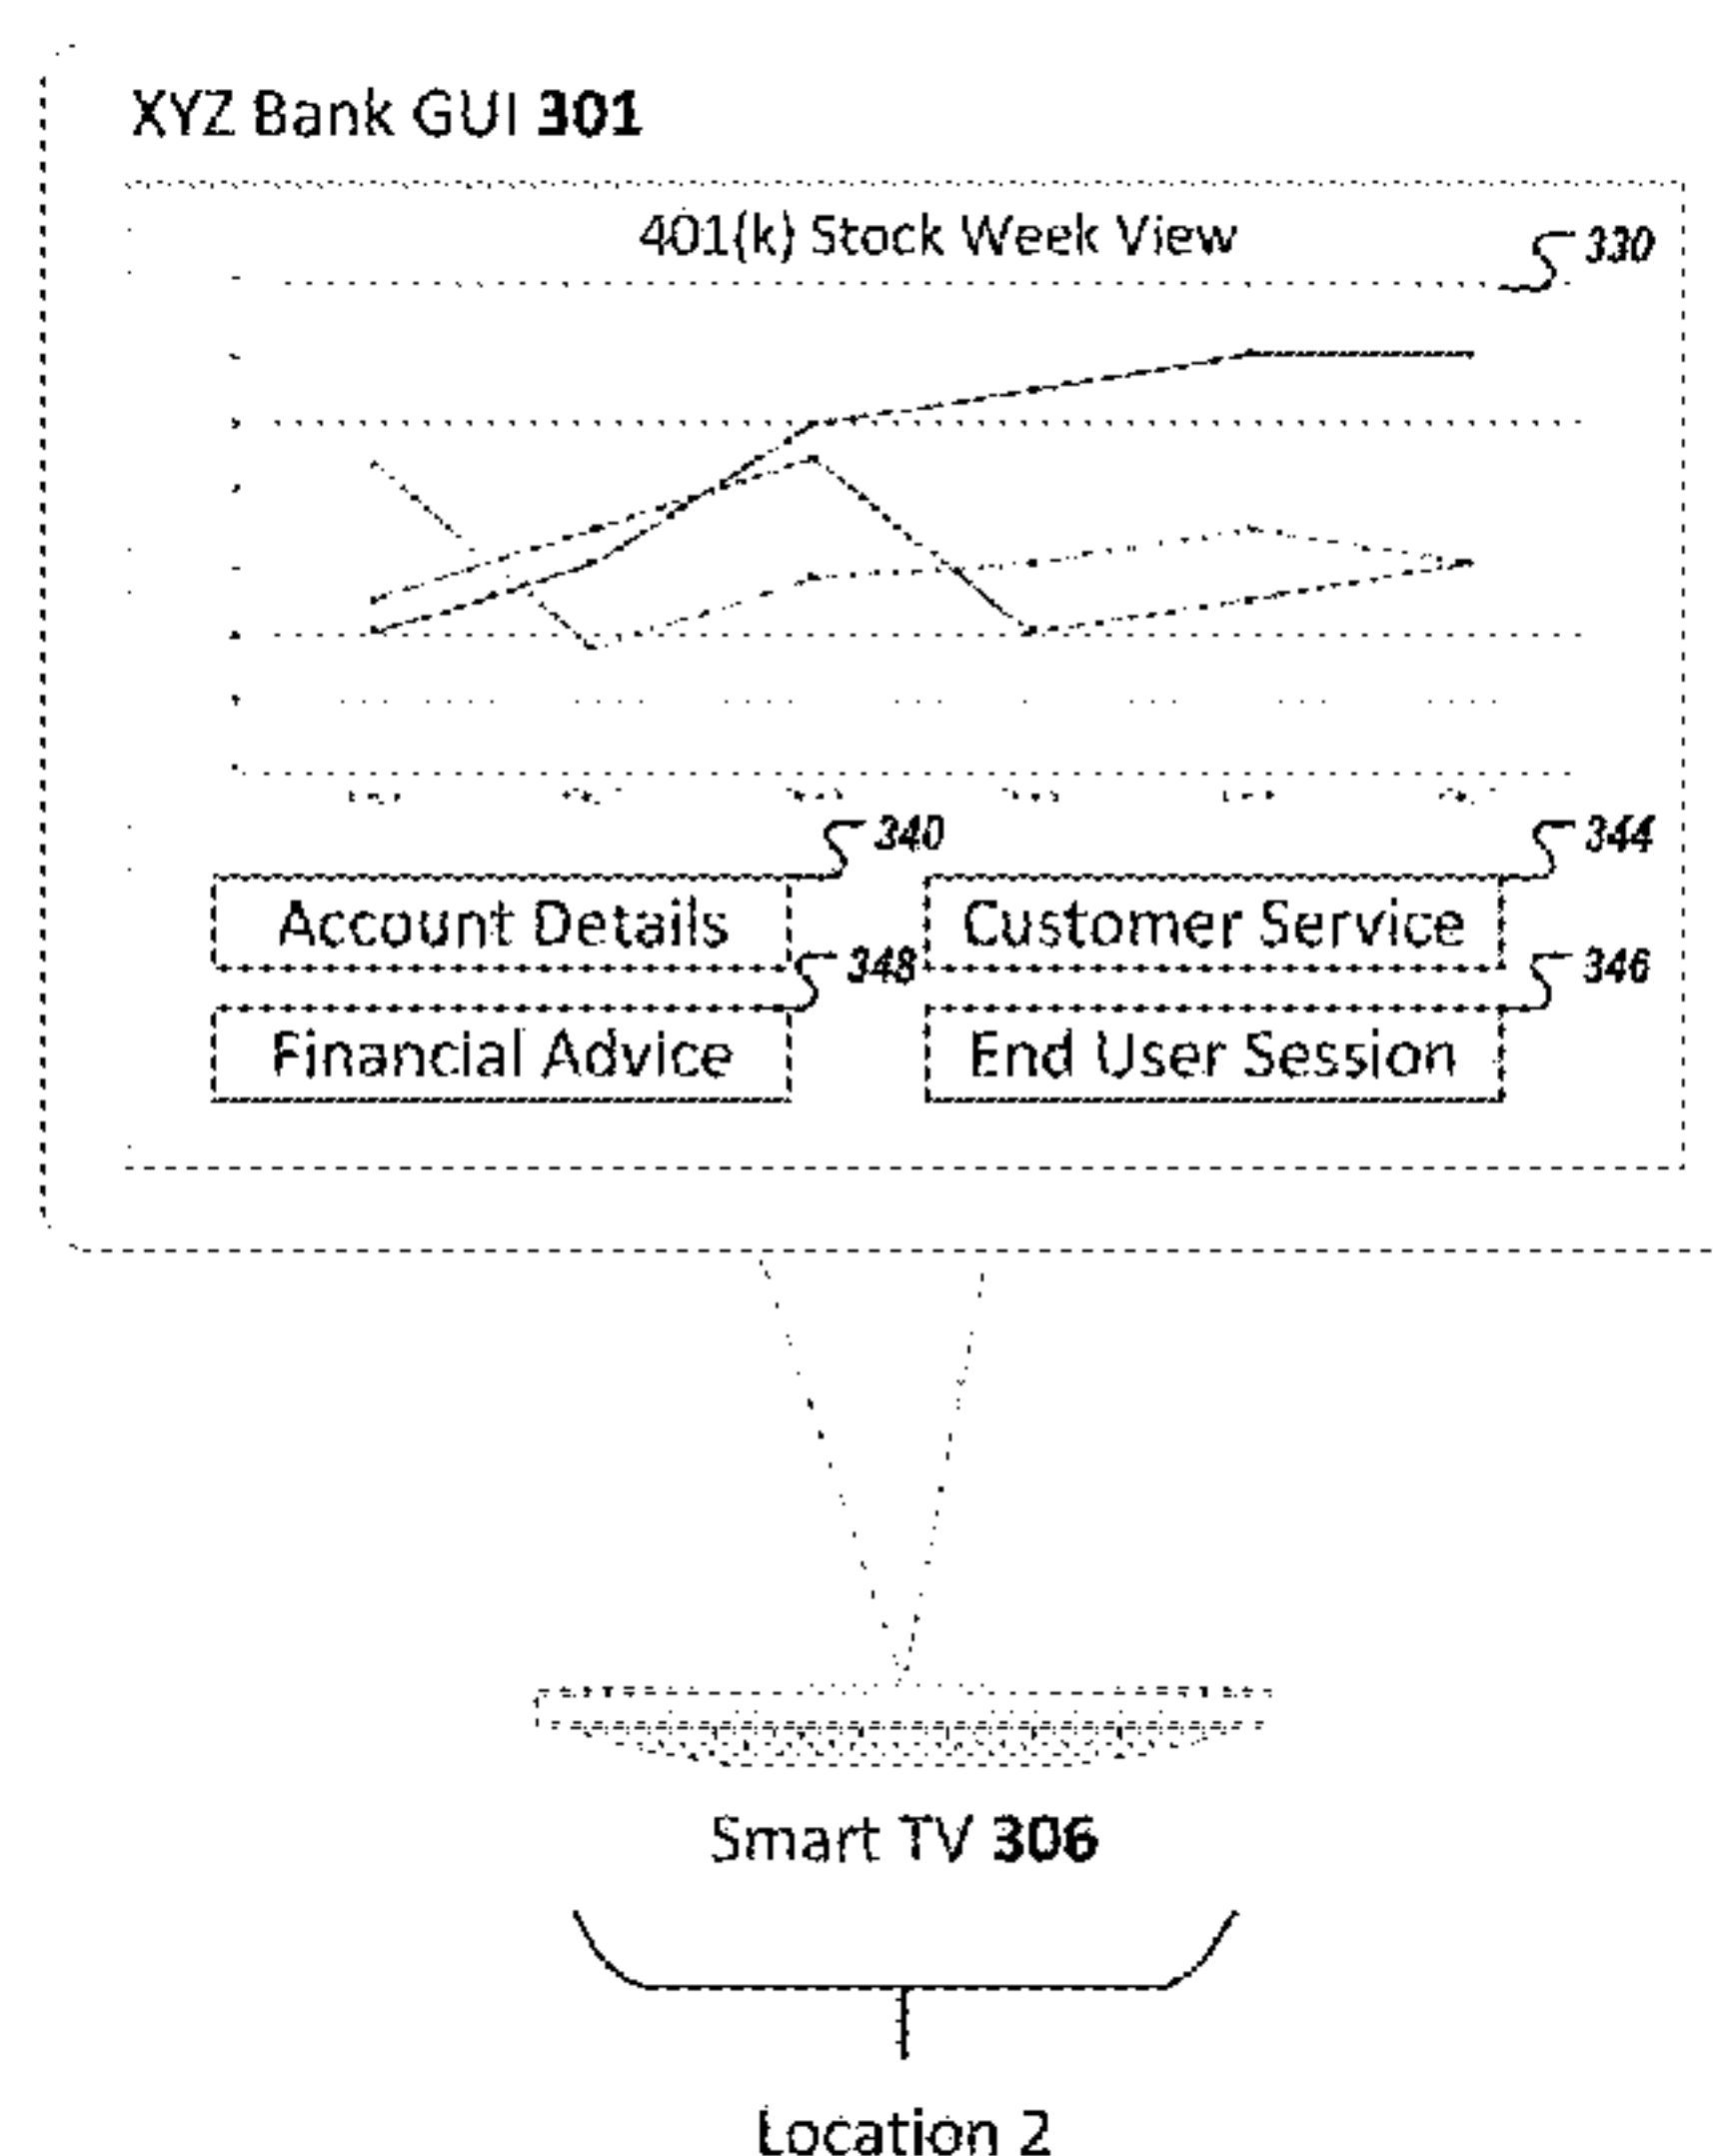 XYZ Bank GUI 301
401(k) Stock Week View
330
340
344
Account Details
Customer Service
348
346
Financial Advice
End User Session
Smart TV 306
Location 2